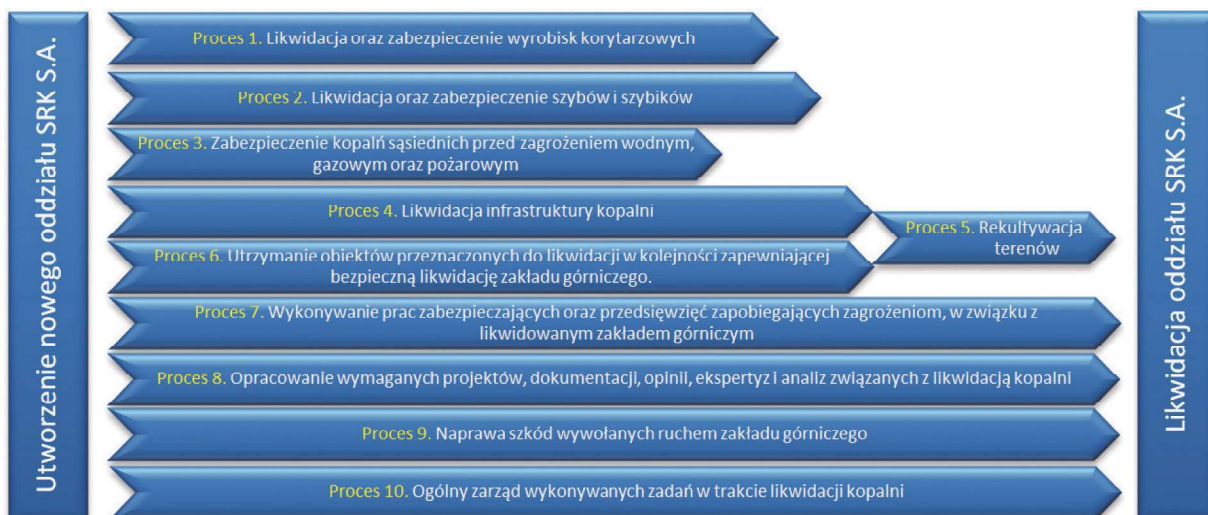 Utworzenie nowego oddziału SRK S.A.
Proces 1. Likwidacja oraz zabezpieczenie wyrobisk korytarzowych
Proces 2. Likwidacja oraz zabezpieczenie szybów i szybików
Proces 3. Zabezpieczenie kopalń sąsiednich przed zagrożeniem wodnym,
gazowym oraz pożarowym
Proces 4. Likwidacja infrastruktury kopalni
Proces 5. Rekultywacja
terenów
Proces 6. Utrzymanie obiektów przeznaczonych do likwidacji w kolejności zapewniającej
bezpieczną likwidację zakładu górniczego.
Proces 7. Wykonywanie prac zabezpieczających oraz przedsięwzięć zapobiegających zagrożeniom, w związku z
likwidowanym zakładem górniczym
Proces 8. Opracowanie wymaganych projektów, dokumentacji, opinii, ekspertyz i analiz związanych z likwidacją kopalni
Proces 9. Naprawa szkód wywołanych ruchem zakładu górniczego
Proces 10. Ogólny zarząd wykonywanych zadań w trakcie likwidacji kopalni
Likwidacja oddziału SRK S.A.